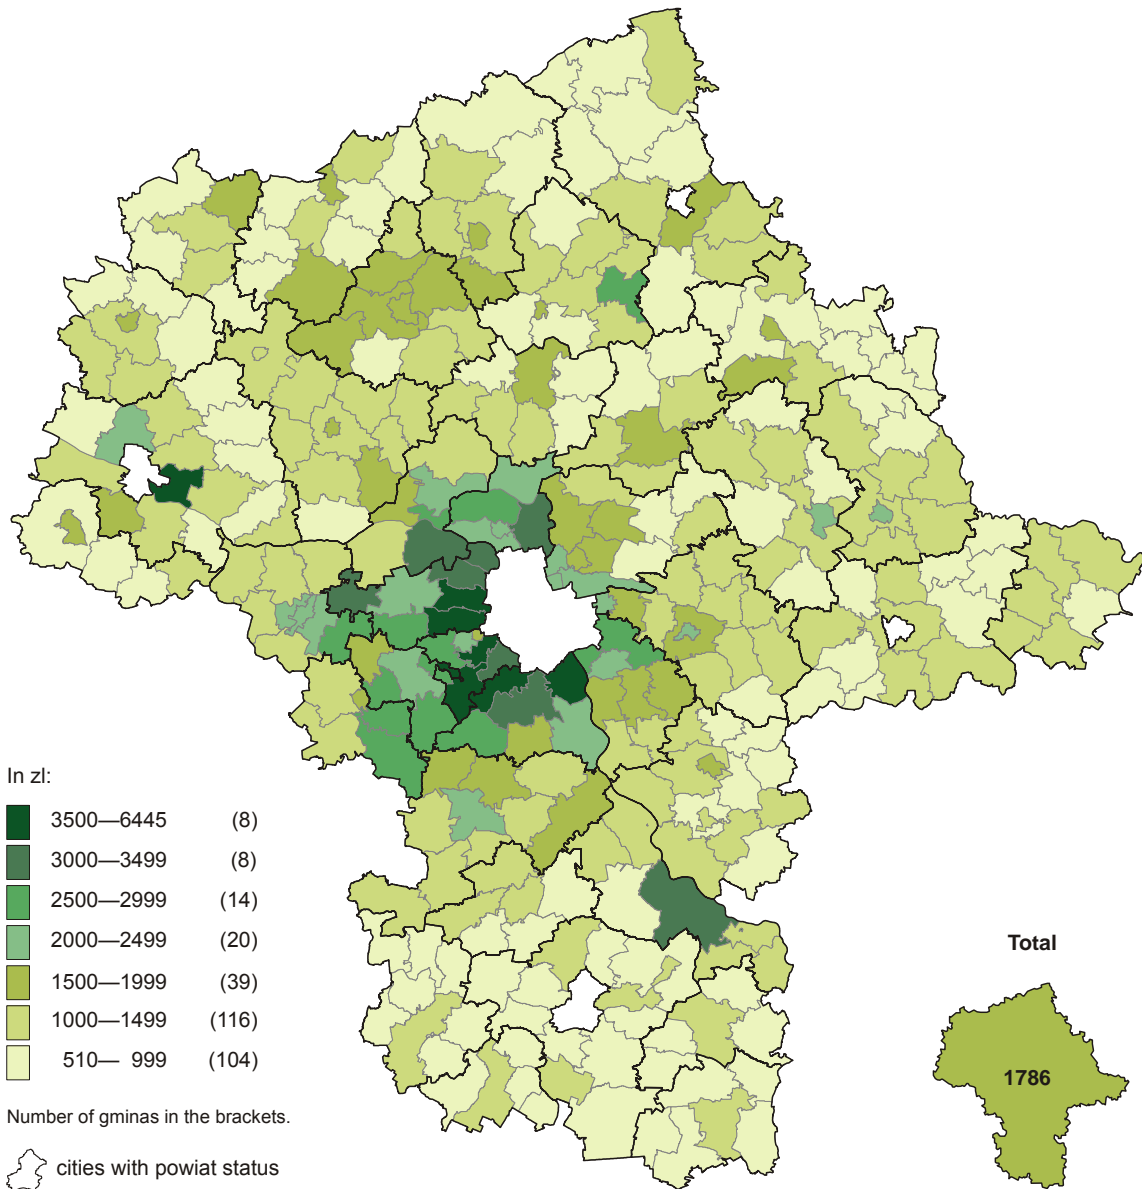 In zl:
3500—6445 (8)
3000—3499 (8)
2500—2999 (14)
2000—2499 (20)
1500—1999 (39)
1000—1499 (116)
510— 999 (104)
Number of gminas in the brackets.
cities with powiat status
Total
1786